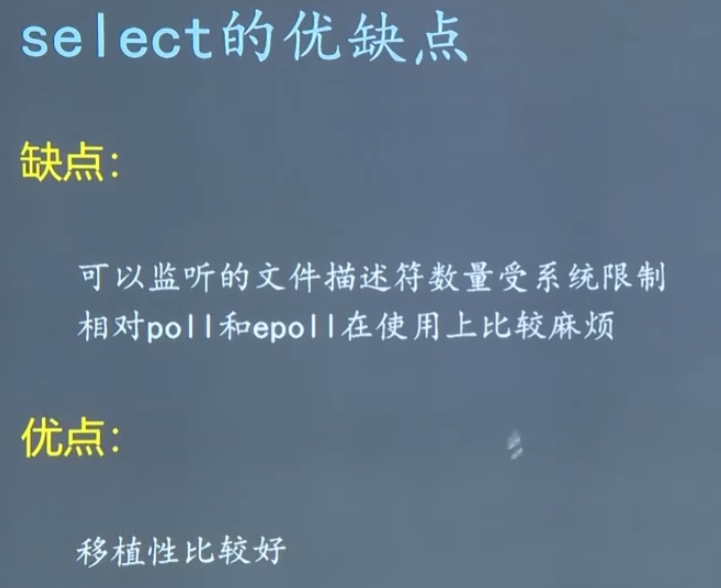 select的优缺点
缺点：
可以监听的文件描述符数量受系统限制
相对poll和epoll在使用上比较麻烦
优点：
移植性比较好